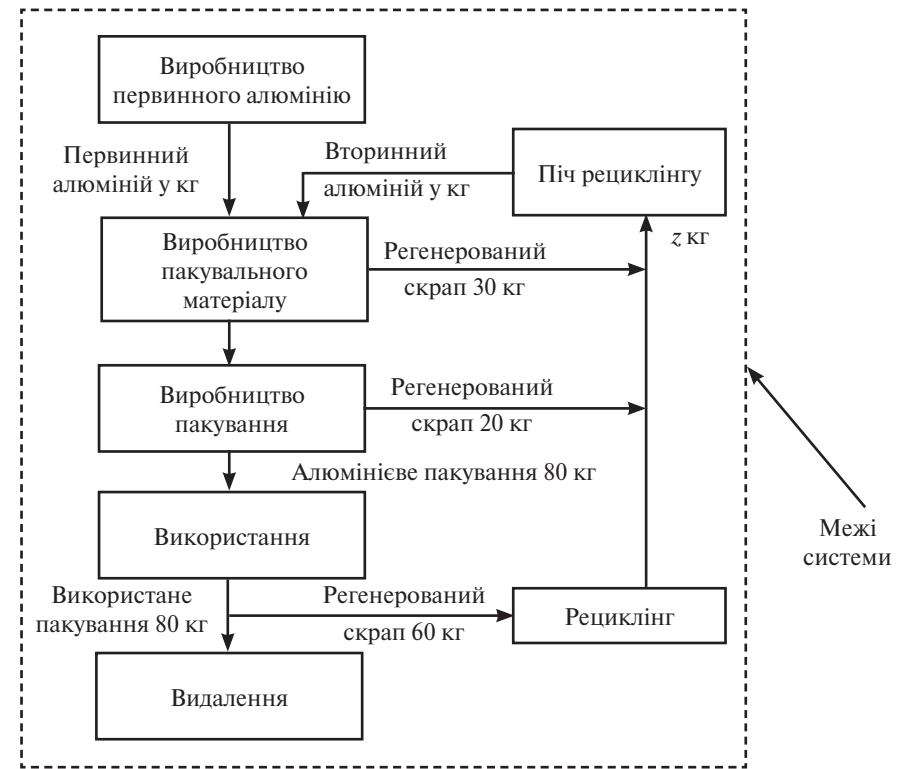 Виробництво
первинного алюмінію
Первинний
алюміній у кг
Вторинний
алюміній у кг
Піч рециклінгу
z кг
Виробництво
пакувального
матеріалу
Регенерований
скрап 30 кг
Виробництво
пакування
Регенерований
скрап 20 кг
Алюмінієве пакування 80 кг
Використання
Межі
системи
Використане
пакування 80 кг
Регенерований
скрап 60 кг
Рециклінг
Видалення